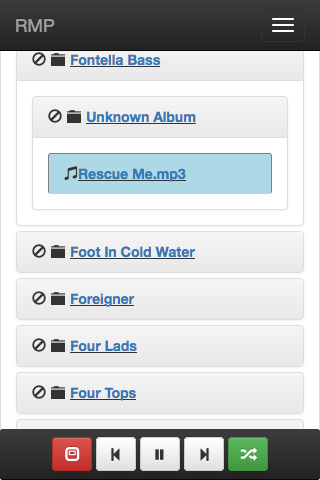 RMP
Fontella Bass
Unknown Album
Rescue Me.mp3
Foot In Cold Water
Foreigner
Four Lads
Four Tops